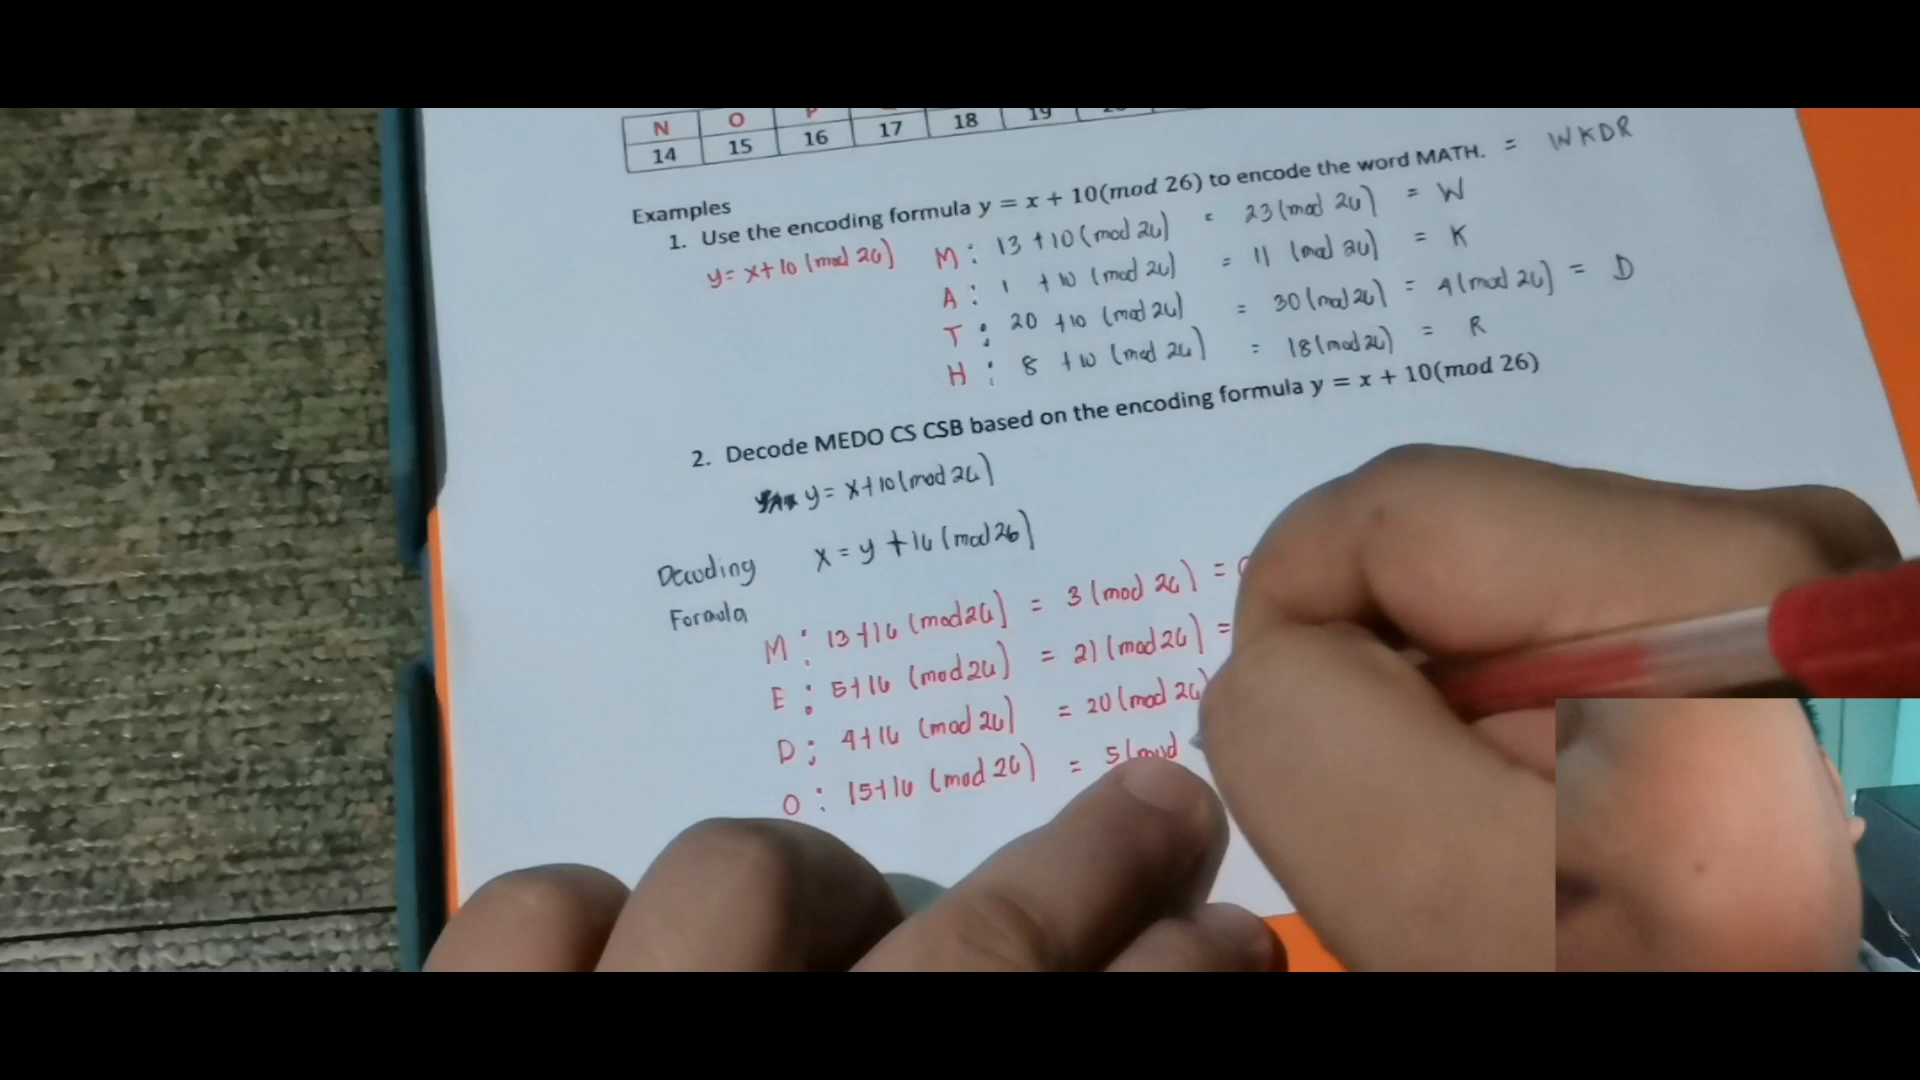 N O P
14 15 16 17 18 19 20
Examples
1. Use the encoding formula y = x + 10(mod 26) to encode the word MATH. = WKDR
y= x+10 (mod 26) M: 13 +10 (mod 26) = 23 (mod 26) = W
A: 1 +10 (mod 26) = 11 (mod 26) = K
T: 20 +10 (mod 26) = 30 (mod 26) = 4 (mod 26) = D
H: 8 +10 (mod 26) = 18 (mod 26) = R
2. Decode MEDO CS CSB based on the encoding formula y = x + 10(mod 26)
y= x+10 (mod 26)
Decoding x = y +16 (mod 26)
Formula
M: 13+16 (mod 26) = 3 (mod 26) =
E: 5+16 (mod 26) = 21 (mod 26) =
D: 4+16 (mod 26) = 20 (mod 26)
O: 15+16 (mod 26) = 5 (mod